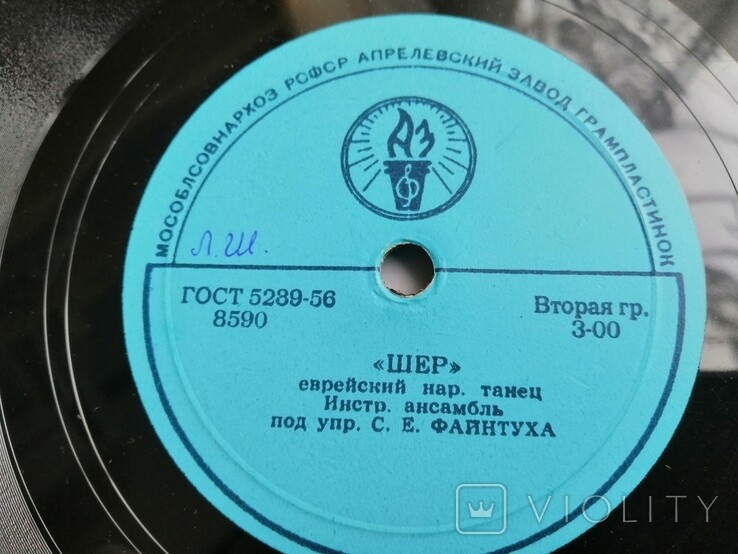 МОСОБЛСОВНАРХОЗ РСФСР АПРЕЛЕВСКИЙ ЗАВОД ГРАМПЛАСТИНОК
АЗ
Л. Ш.
ГОСТ 5289-56
8590
Вторая гр.
3-00
«ШЕР»
еврейский нар. танец
Инстр. ансамбль
под упр. С. Е. ФАЙНТУХА
VIOLITY